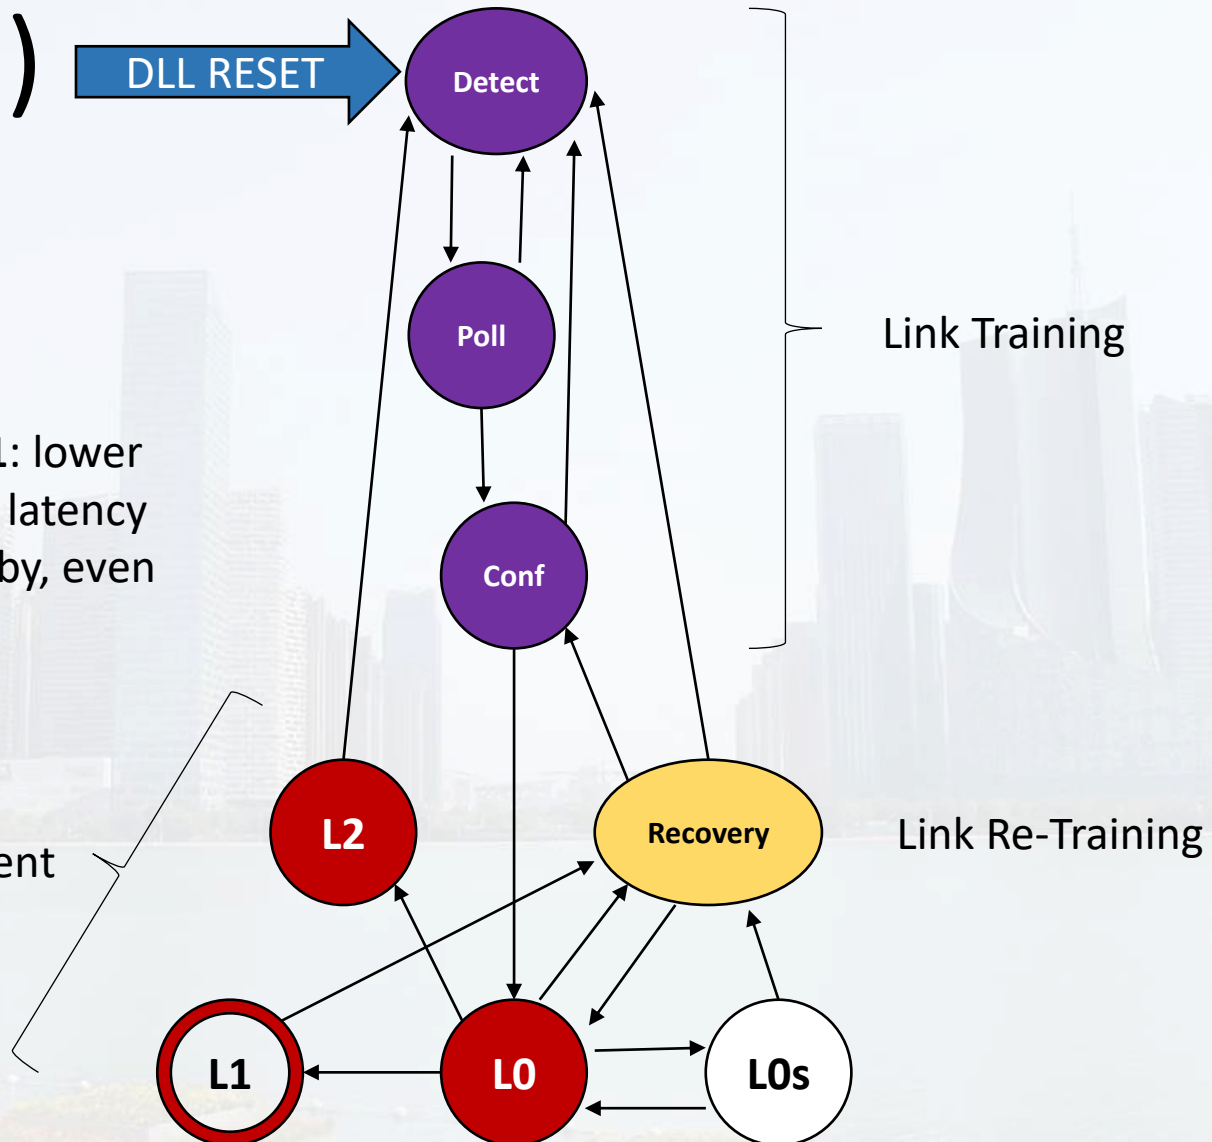 )
DLL RESET
Detect
Poll
Link Training
1: lower
latency
by, even
Conf
L2
Recovery
Link Re-Training
ent
L1
L0
L0s